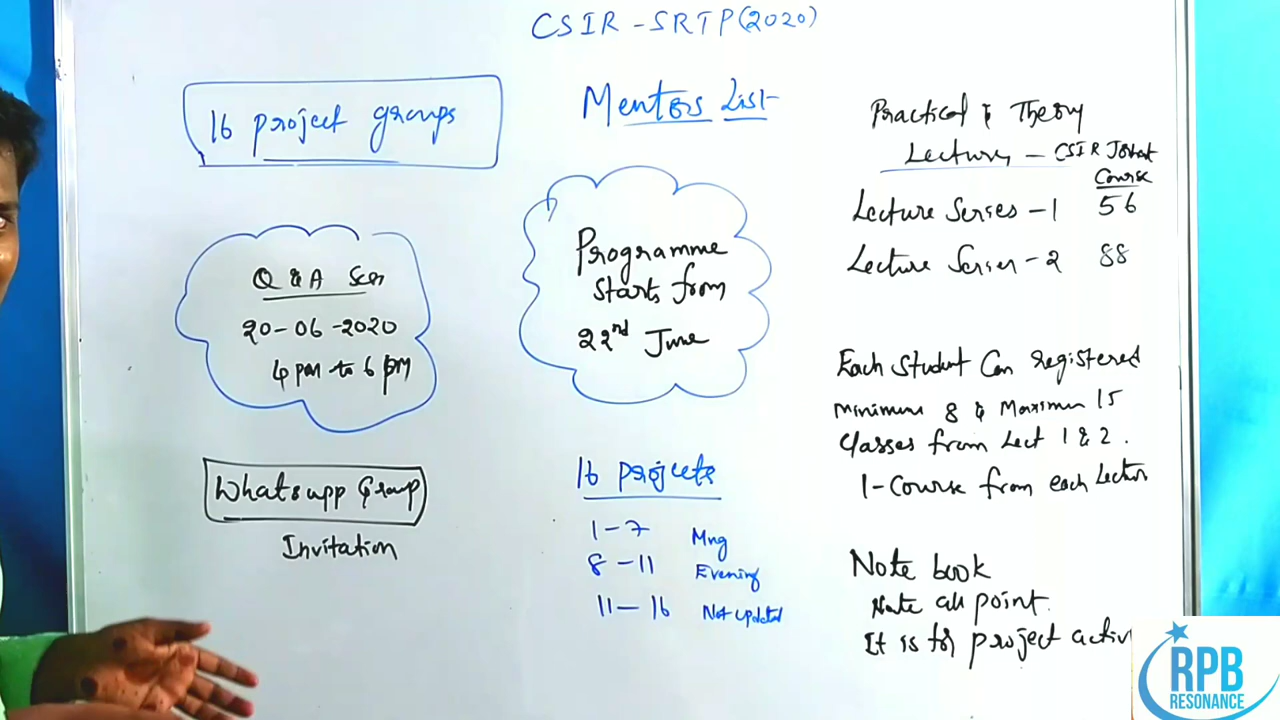 CSIR - SRTP(2020)
16 project groups
Q & A Sen
20-06-2020
4 pm to 6 pm
Whatsapp Group
Invitation
Mentors List
Programme
Starts from
22nd June
16 projects
1-7 Mng
8-11 Evening
11-16 Not updated
Practical & Theory
Lectures - CSIR
Course
Lecture Series - 1 56
Lecture Series - 2 88
Each Student Can registered
Minimum 8 & Maximum 15
Classes from Lect 1 & 2.
1-Course from each Lecture
Note book
Note all point.
It is for project activ
RPB
RESONANCE